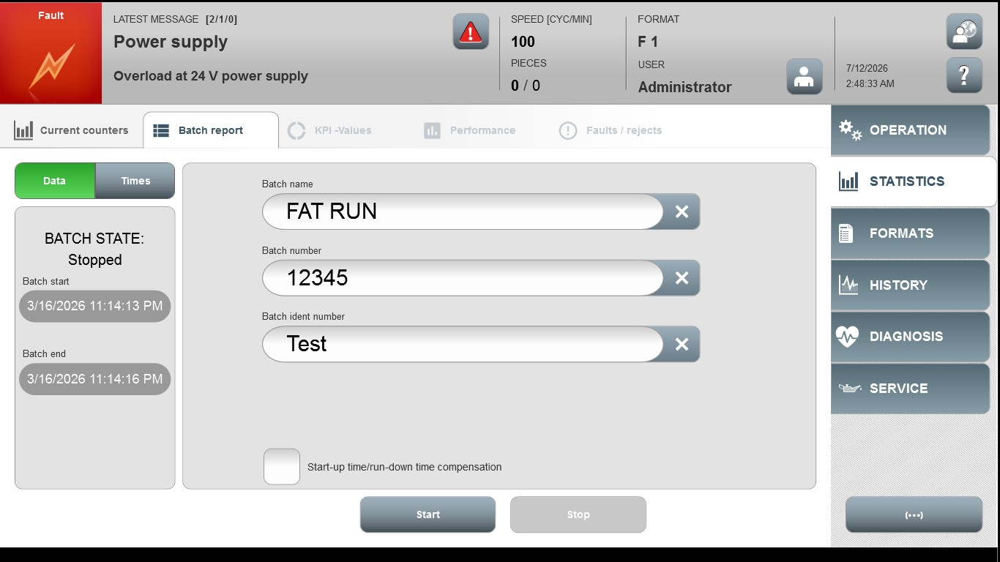 Fault
LATEST MESSAGE [2/1/0]
Power supply
Overload at 24 V power supply
SPEED [CYC/MIN]
100
PIECES
0 / 0
FORMAT
F 1
USER
Administrator
7/12/2026
2:48:33 AM
?
Current counters
Batch report
KPI -Values
Performance
Faults / rejects
Data
Times
BATCH STATE:
Stopped
Batch start
3/16/2026 11:14:13 PM
Batch end
3/16/2026 11:14:16 PM
Batch name
FAT RUN
Batch number
12345
Batch ident number
Test
Start-up time/run-down time compensation
Start
Stop
OPERATION
STATISTICS
FORMATS
HISTORY
DIAGNOSIS
SERVICE
(•••)